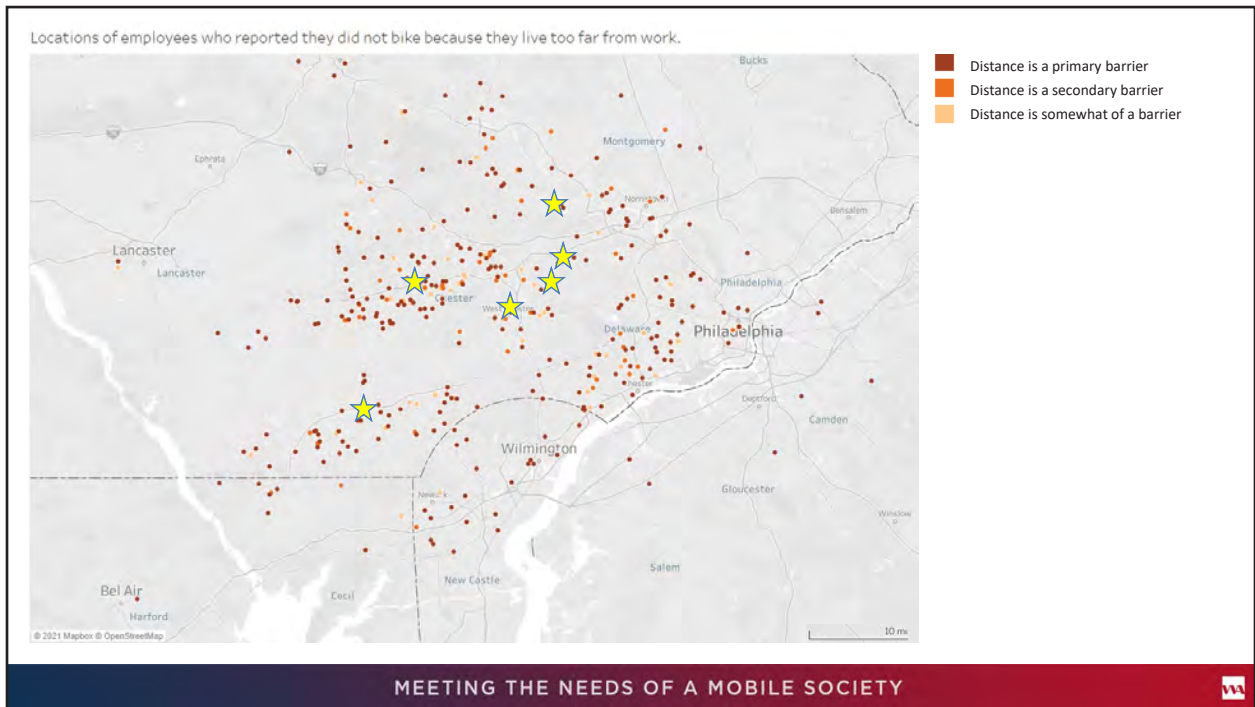 Locations of employees who reported they did not bike because they live too far from work.
Distance is a primary barrier
Distance is a secondary barrier
Distance is somewhat of a barrier
Bucks
Montgomery
Ephrata
Norristown
Bensalem
Lancaster
Lancaster
Philadelphia
Chester
West Chester
Delaware
Philadelphia
Chester
Deptford
Camden
Wilmington
Gloucester
Newark
Winslow
Salem
New Castle
Bel Air
Cecil
Harford
© 2021 Mapbox © OpenStreetMap
10 mi
MEETING THE NEEDS OF A MOBILE SOCIETY